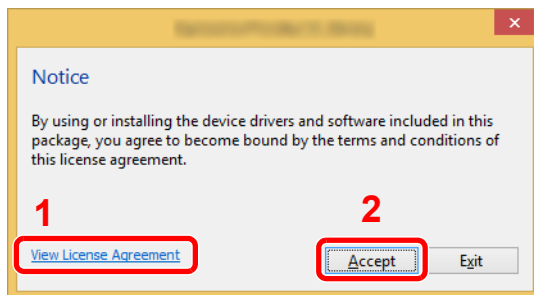 Notice
By using or installing the device drivers and software included in this
package, you agree to become bound by the terms and conditions of
this license agreement.
1
2
View License Agreement
Accept
Exit